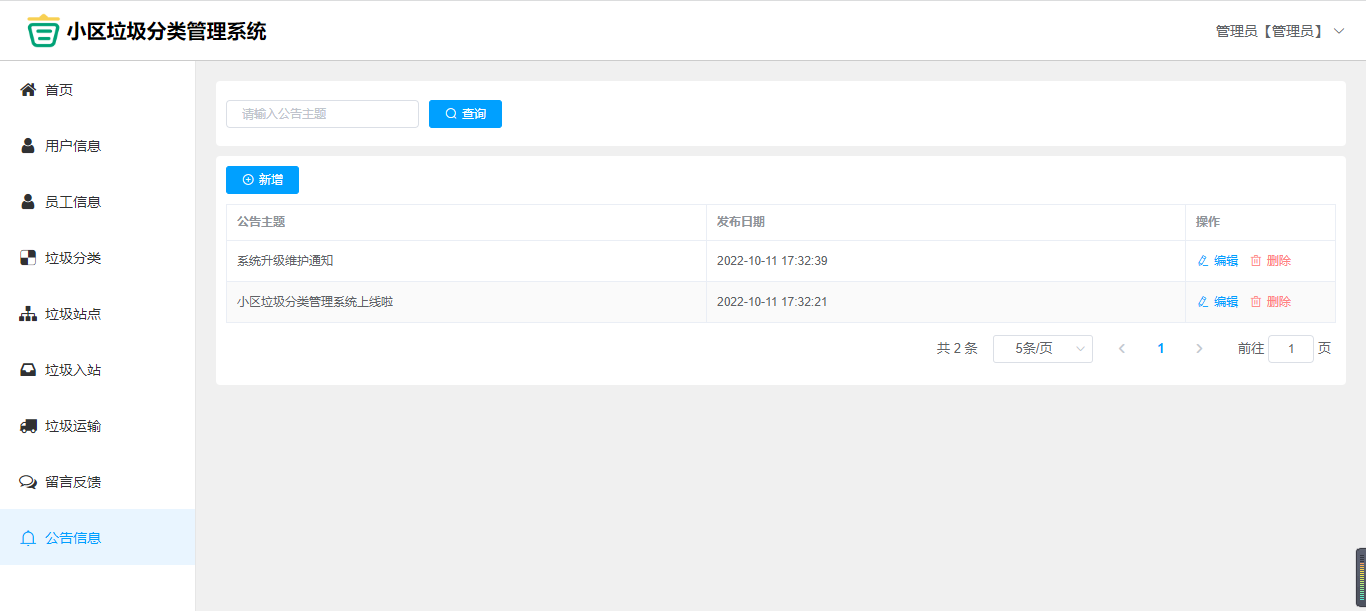 小区垃圾分类管理系统
管理员【管理员】
首页
用户信息
员工信息
垃圾分类
垃圾站点
垃圾入站
垃圾运输
留言反馈
公告信息
请输入公告主题
查询
新增
公告主题 发布日期 操作
系统升级维护通知 2022-10-11 17:32:39 编辑 删除
小区垃圾分类管理系统上线啦 2022-10-11 17:32:21 编辑 删除
共 2 条 5条/页 1 前往 1 页